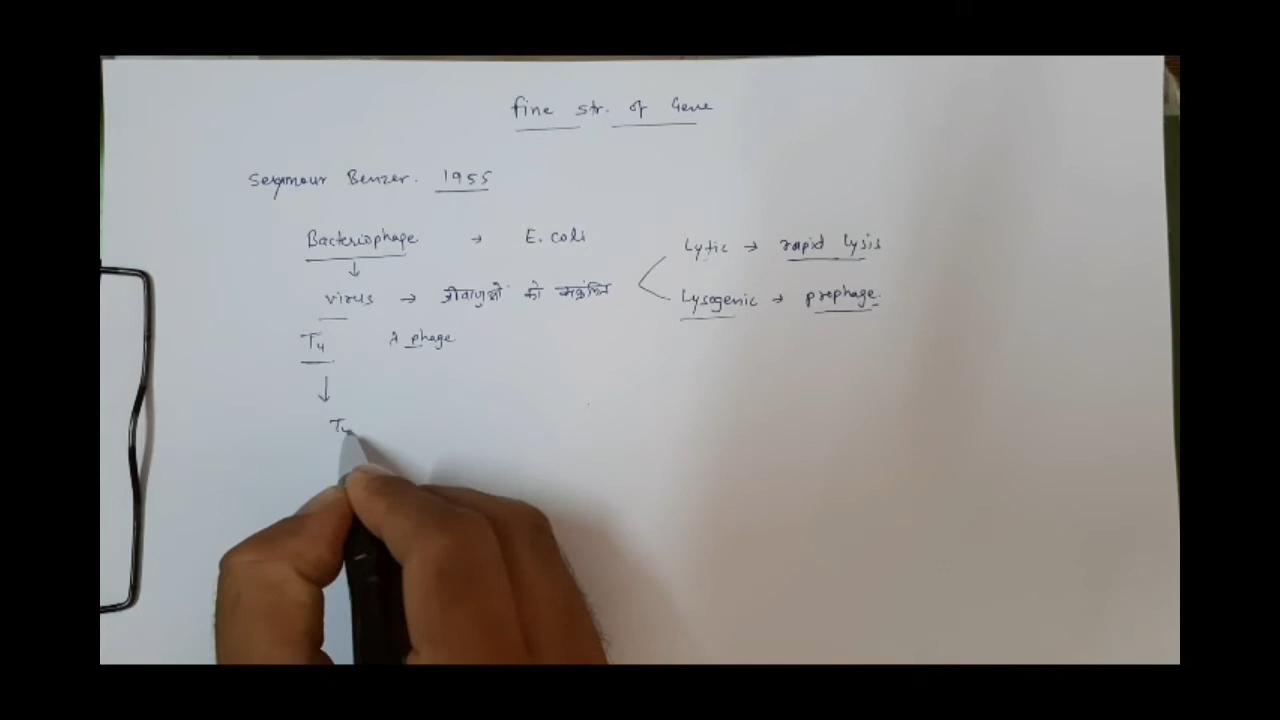 fine str. of Gene
Seymour Benzer. 1955
Bacteriophage → E. coli
Lytic → rapid lysis
virus → जीवाणुओं को संक्रमित
Lysogenic → prophage.
T4 λ phage
T4